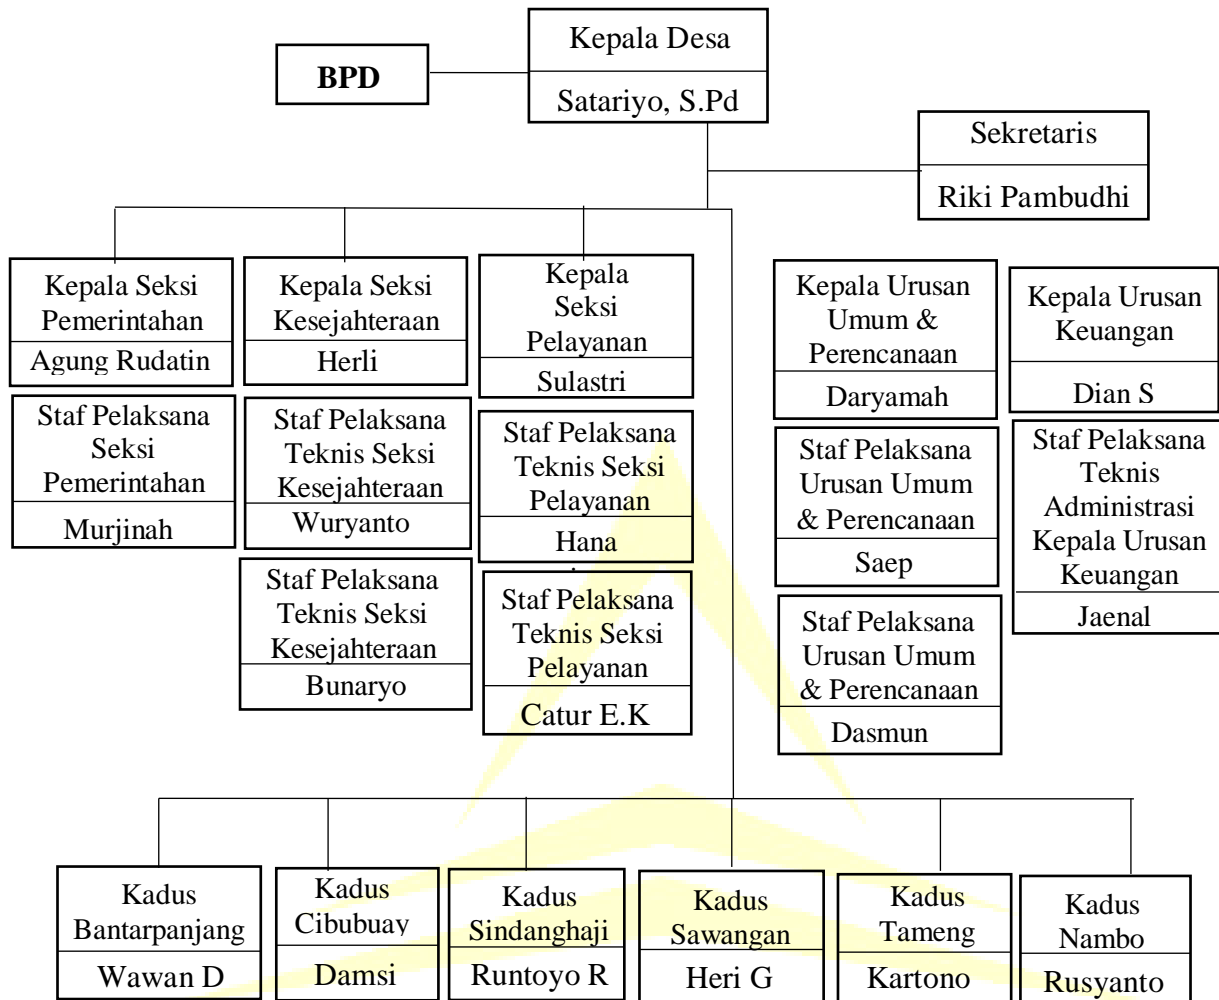 Kepala Desa
BPD
Satariyo, S.Pd
Sekretaris
Riki Pambudhi
Kepala Seksi
Pemerintahan
Agung Rudatin
Kepala Seksi
Kesejahteraan
Herli
Kepala
Seksi
Pelayanan
Sulastri
Kepala Urusan
Umum &
Perencanaan
Daryamah
Kepala Urusan
Keuangan
Dian S
Staf Pelaksana
Seksi
Pemerintahan
Murjinah
Staf Pelaksana
Teknis Seksi
Kesejahteraan
Wuryanto
Staf Pelaksana
Teknis Seksi
Pelayanan
Hana
Staf Pelaksana
Urusan Umum
& Perencanaan
Saep
Staf Pelaksana
Teknis
Administrasi
Kepala Urusan
Keuangan
Jaenal
Staf Pelaksana
Teknis Seksi
Kesejahteraan
Bunaryo
Staf Pelaksana
Teknis Seksi
Pelayanan
Catur E.K
Staf Pelaksana
Urusan Umum
& Perencanaan
Dasmun
Kadus
Bantarpanjang
Wawan D
Kadus
Cibubuay
Damsi
Kadus
Sindanghaji
Runtoyo R
Kadus
Sawangan
Heri G
Kadus
Tameng
Kartono
Kadus
Nambo
Rusyanto